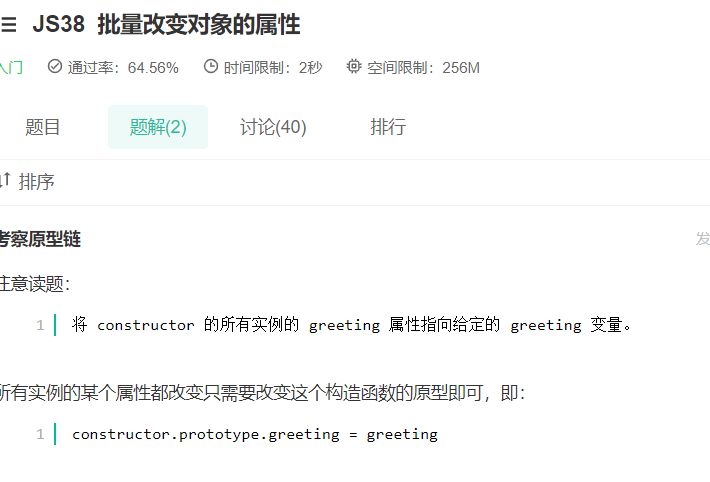 JS38 批量改变对象的属性
入门 通过率：64.56% 时间限制：2秒 空间限制：256M
题目 题解(2) 讨论(40) 排行
排序
考察原型链 发
注意读题：
1 将 constructor 的所有实例的 greeting 属性指向给定的 greeting 变量。
所有实例的某个属性都改变只需要改变这个构造函数的原型即可，即：
1 constructor.prototype.greeting = greeting